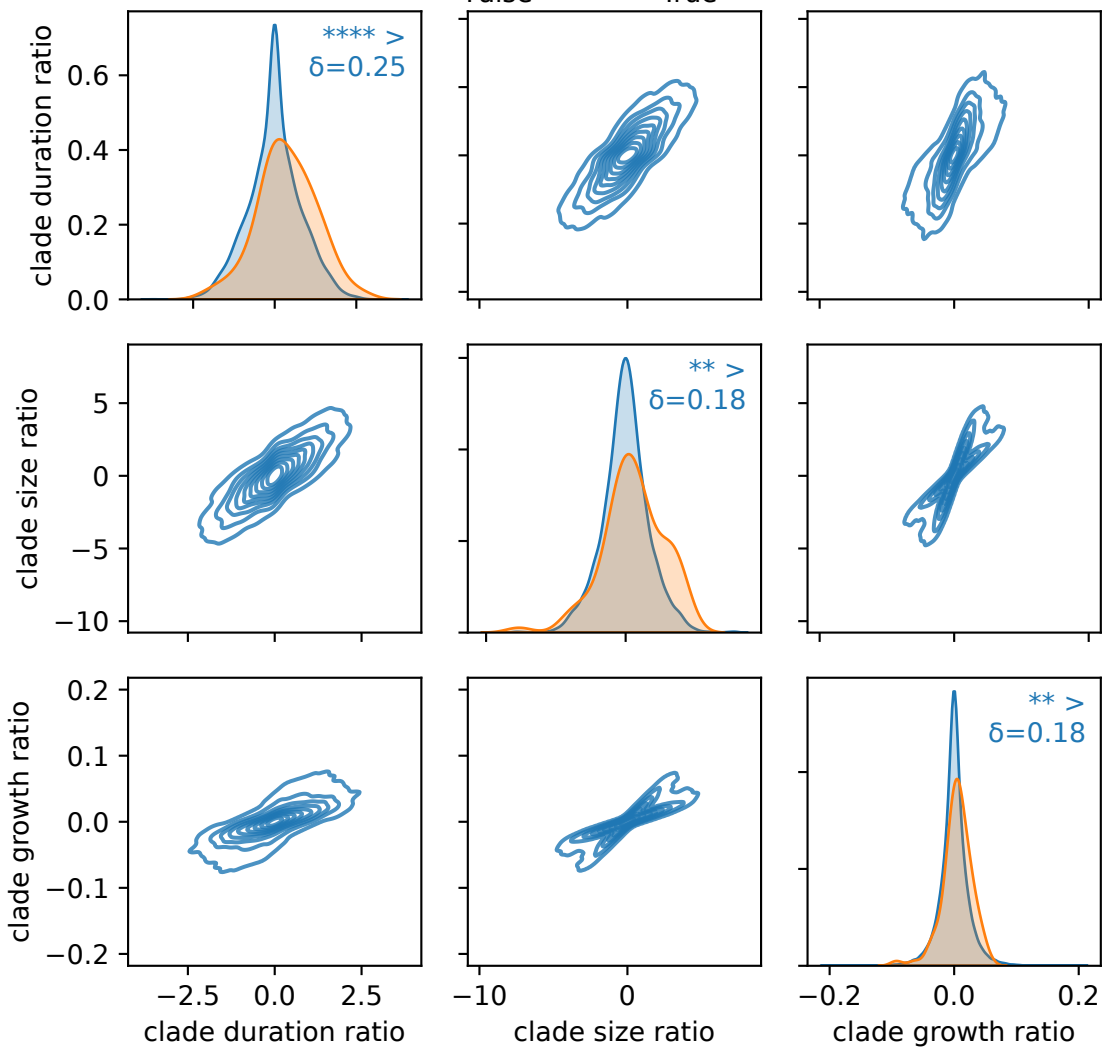 clade duration ratio
0.6
0.4
0.2
0.0
**** >
δ=0.25
clade size ratio
5
0
−5
−10
** >
δ=0.18
clade growth ratio
0.2
0.1
0.0
−0.1
−0.2
** >
δ=0.18
−2.5 0.0 2.5
−10 0
−0.2 0.0 0.2
clade duration ratio
clade size ratio
clade growth ratio